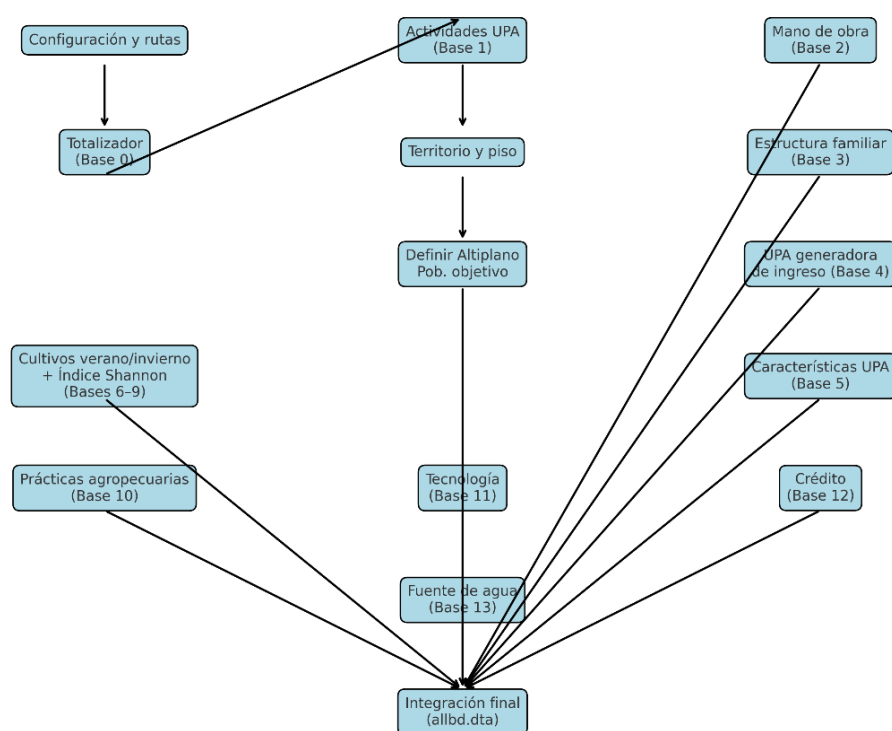 Configuración y rutas
Actividades UPA
(Base 1)
Mano de obra
(Base 2)
Totalizador
(Base 0)
Territorio y piso
Estructura familiar
(Base 3)
Definir Altiplano
Pob. objetivo
UPA generadora
de ingreso (Base 4)
Cultivos verano/invierno
+ Índice Shannon
(Bases 6–9)
Características UPA
(Base 5)
Prácticas agropecuarias
(Base 10)
Tecnología
(Base 11)
Crédito
(Base 12)
Fuente de agua
(Base 13)
Integración final
(allbd.dta)